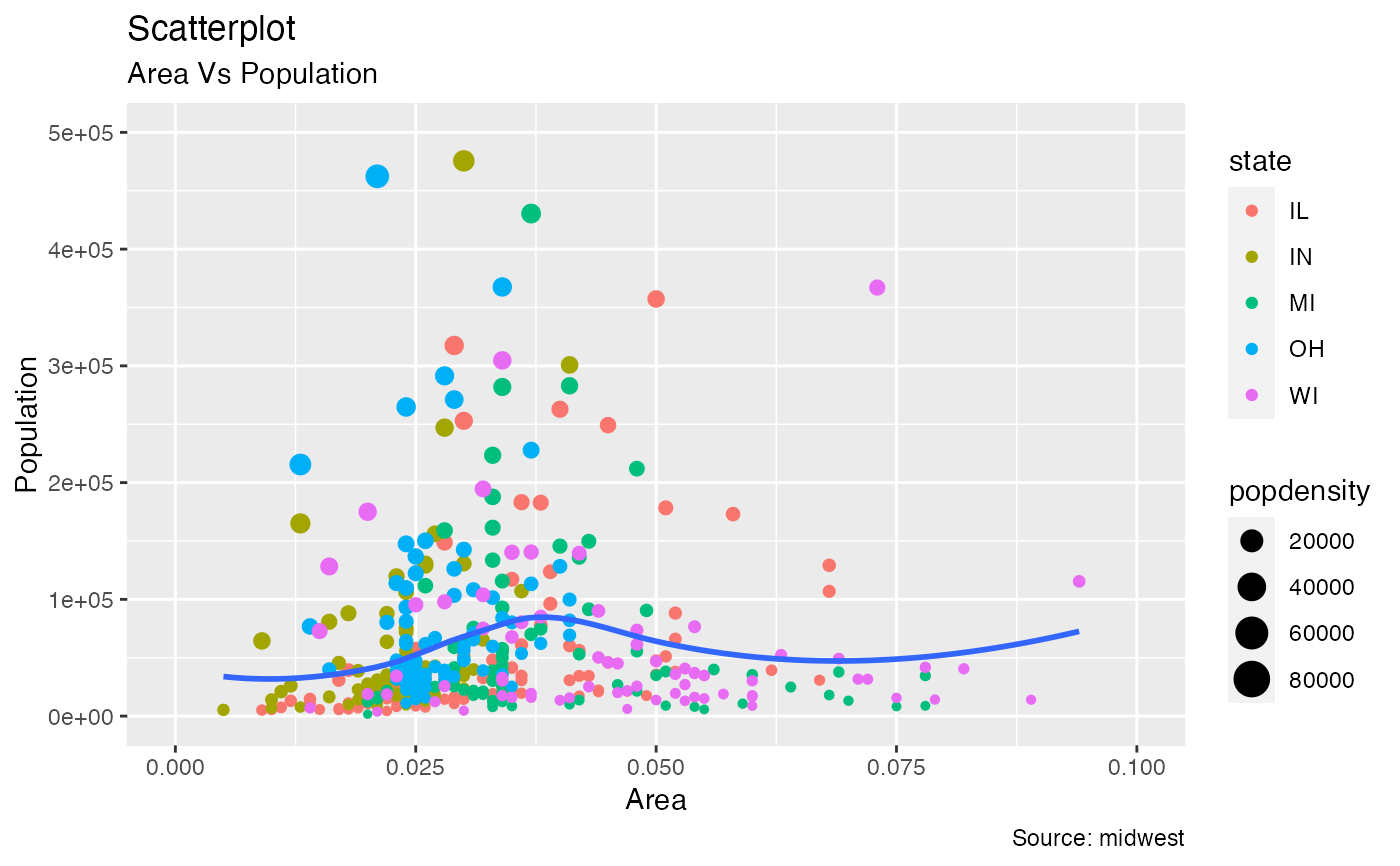 Scatterplot
Area Vs Population
5e+05
4e+05
3e+05
2e+05
1e+05
0e+00
Population
0.000 0.025 0.050 0.075 0.100
Area
Source: midwest
state
IL
IN
MI
OH
WI
popdensity
20000
40000
60000
80000